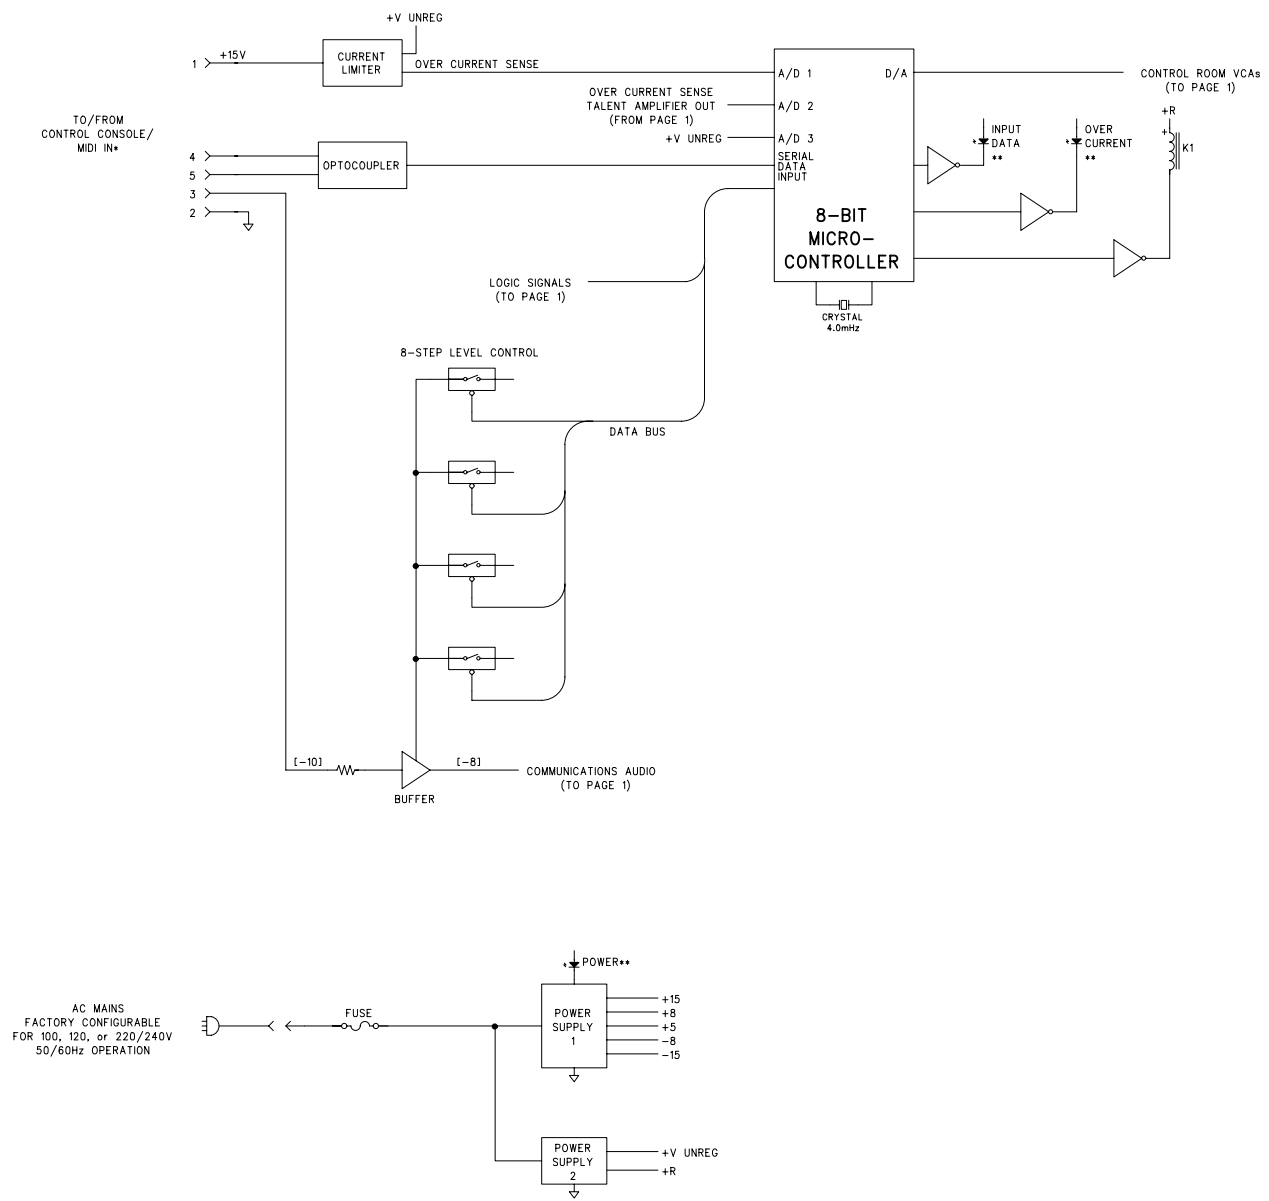 +V UNREG
1
+15V
CURRENT
LIMITER
OVER CURRENT SENSE
A/D 1
D/A
CONTROL ROOM VCAs
(TO PAGE 1)
OVER CURRENT SENSE
TALENT AMPLIFIER OUT
(FROM PAGE 1)
A/D 2
+V UNREG
A/D 3
TO/FROM
CONTROL CONSOLE/
MIDI IN*
4
5
3
2
OPTOCOUPLER
SERIAL
DATA
INPUT
INPUT
DATA
**
OVER
CURRENT
**
+R
+
K1
8-BIT
MICRO-
CONTROLLER
LOGIC SIGNALS
(TO PAGE 1)
CRYSTAL
4.0mHz
8-STEP LEVEL CONTROL
DATA BUS
[-10]
[-8]
BUFFER
COMMUNICATIONS AUDIO
(TO PAGE 1)
AC MAINS
FACTORY CONFIGURABLE
FOR 100, 120, or 220/240V
50/60Hz OPERATION
FUSE
POWER**
POWER
SUPPLY
1
+15
+8
+5
-8
-15
POWER
SUPPLY
2
+V UNREG
+R